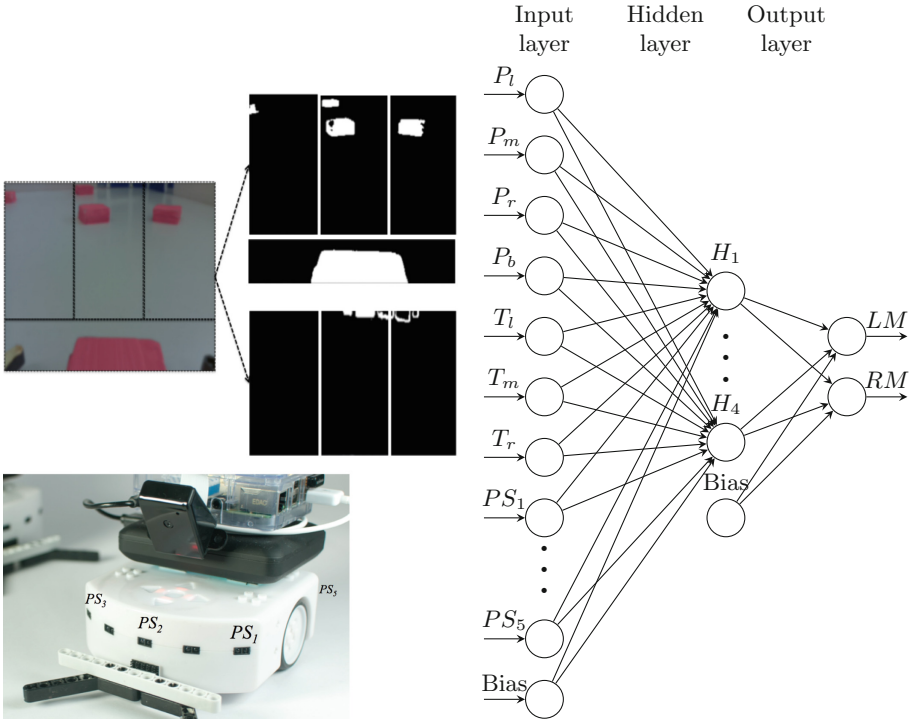 Input layer
Hidden layer
Output layer
P_l
P_m
P_r
P_b
T_l
T_m
T_r
PS_1
PS_5
Bias
H_1
H_4
Bias
LM
RM
PS_3
PS_2
PS_1
PS_5